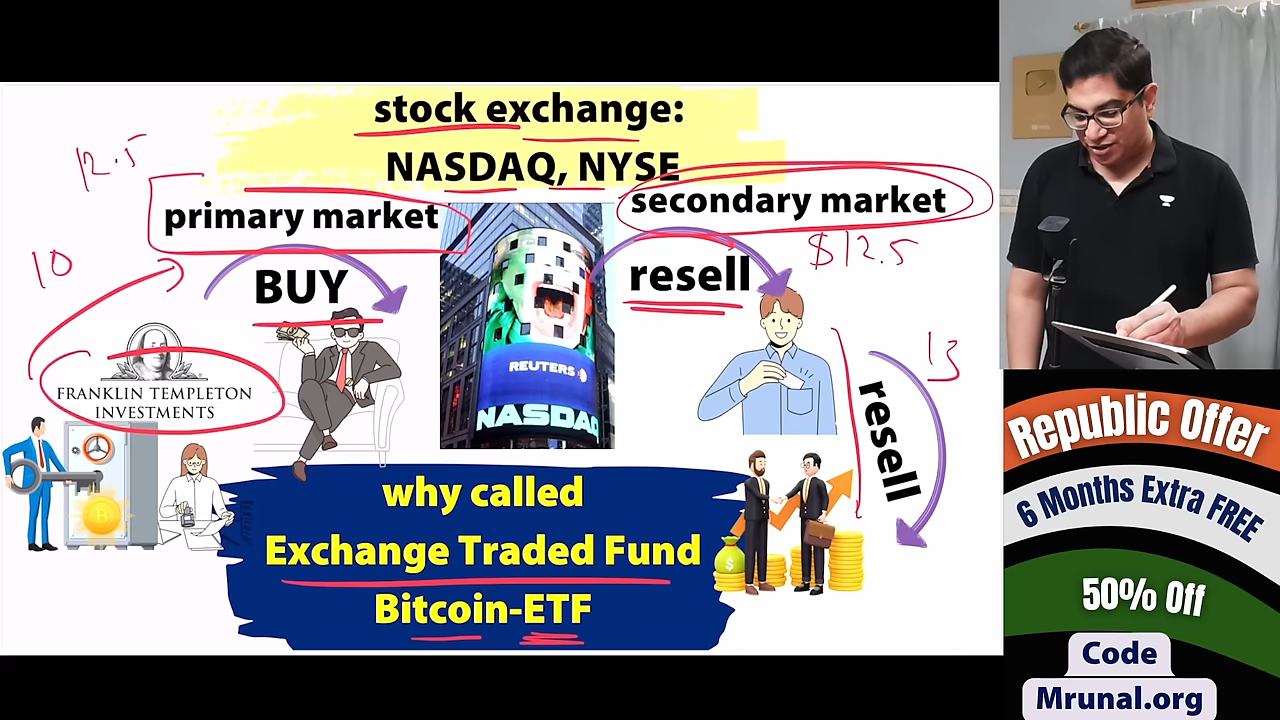 stock exchange:
NASDAQ, NYSE
12.5
primary market
secondary market
$12.5
10
BUY
resell
13
REUTERS
NASDAQ
FRANKLIN TEMPLETON
INVESTMENTS
resell
why called
Exchange Traded Fund
Bitcoin-ETF
Republic Offer
6 Months Extra FREE
50% Off
Code
Mrunal.org